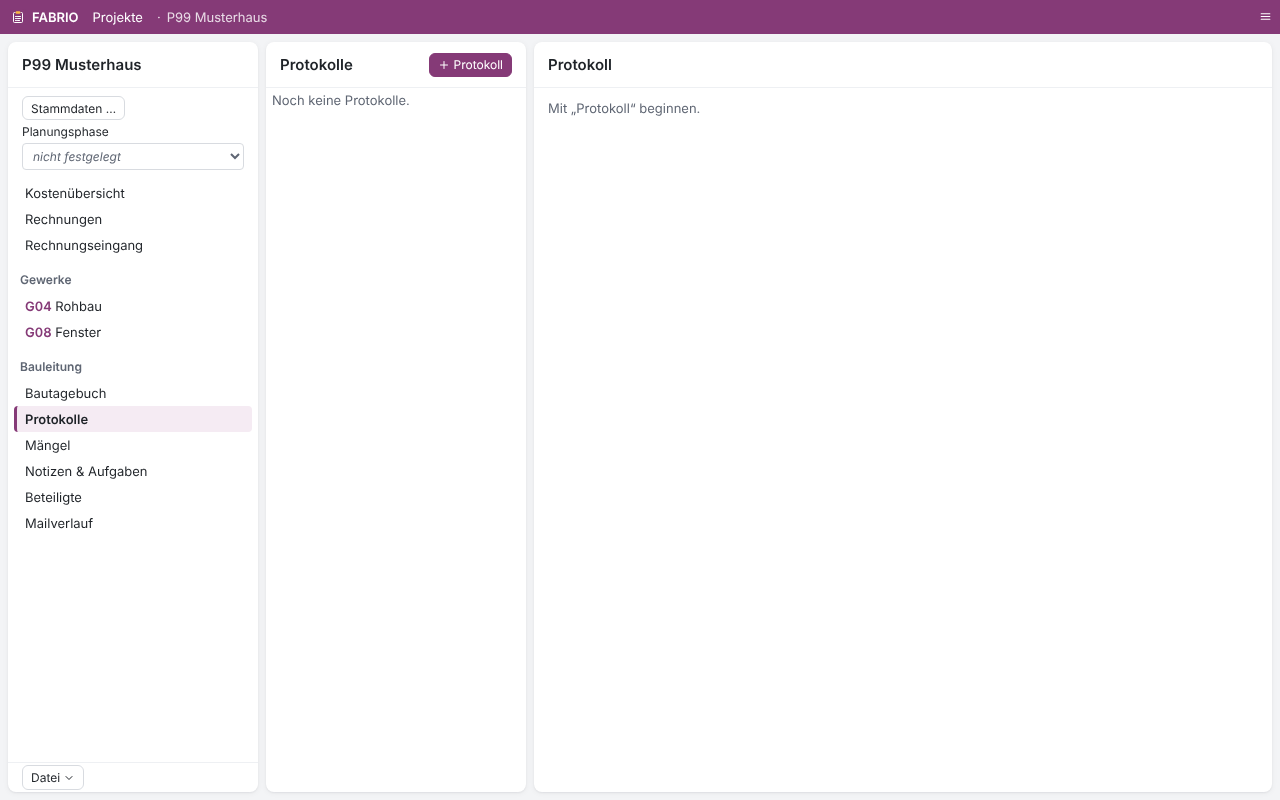 FABRIO Projekte · P99 Musterhaus
P99 Musterhaus
Stammdaten ...
Planungsphase
nicht festgelegt
Kostenübersicht
Rechnungen
Rechnungseingang
Gewerke
G04 Rohbau
G08 Fenster
Bauleitung
Bautagebuch
Protokolle
Mängel
Notizen & Aufgaben
Beteiligte
Mailverlauf
Datei
Protokolle
+ Protokoll
Noch keine Protokolle.
Protokoll
Mit „Protokoll“ beginnen.